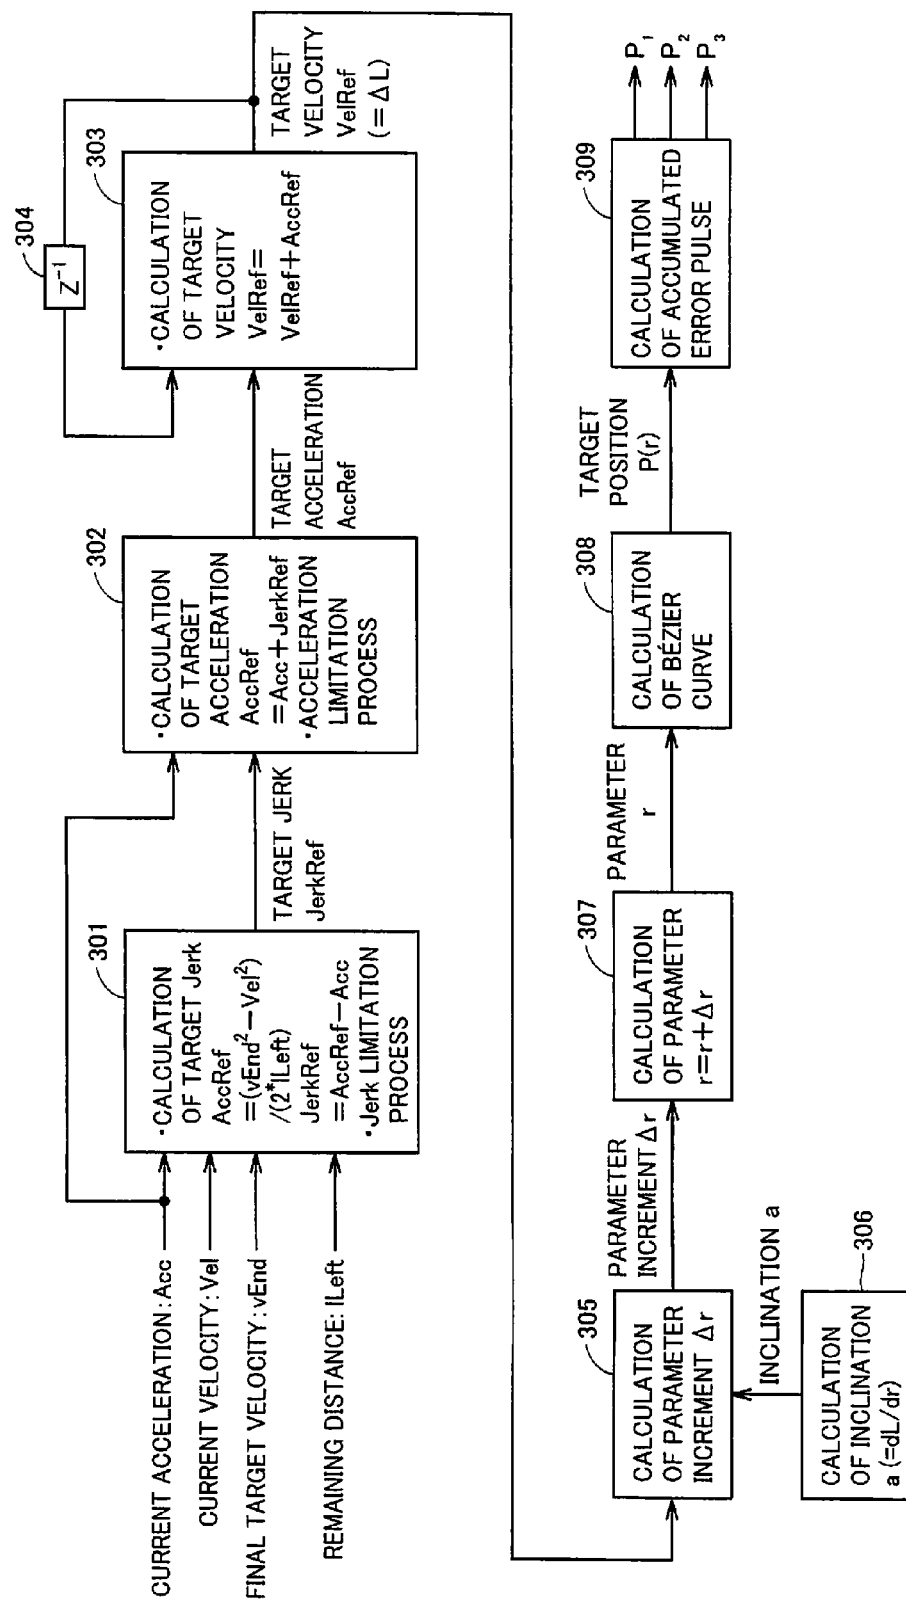 CURRENT ACCELERATION:Acc
CURRENT VELOCITY:Vel
FINAL TARGET VELOCITY:vEnd
REMAINING DISTANCE:lLeft
301
・CALCULATION
OF TARGET Jerk
AccRef
=(vEnd²−Vel²)
/(2*lLeft)
JerkRef
=AccRef−Acc
・Jerk LIMITATION
PROCESS
TARGET JERK
JerkRef
302
・CALCULATION
OF TARGET
ACCELERATION
AccRef
=Acc+JerkRef
・ACCELERATION
LIMITATION
PROCESS
TARGET
ACCELERATION
AccRef
304
Z⁻¹
303
・CALCULATION
OF TARGET
VELOCITY
VelRef=
VelRef+AccRef
TARGET
VELOCITY
VelRef
(=ΔL)
305
CALCULATION
OF PARAMETER
INCREMENT Δr
INCLINATION a
306
CALCULATION
OF INCLINATION
a (=dL/dr)
PARAMETER
INCREMENT Δr
307
CALCULATION
OF PARAMETER
r=r+Δr
PARAMETER
r
308
CALCULATION
OF BÉZIER
CURVE
TARGET
POSITION
P(r)
309
CALCULATION
OF ACCUMULATED
ERROR PULSE
P₁
P₂
P₃